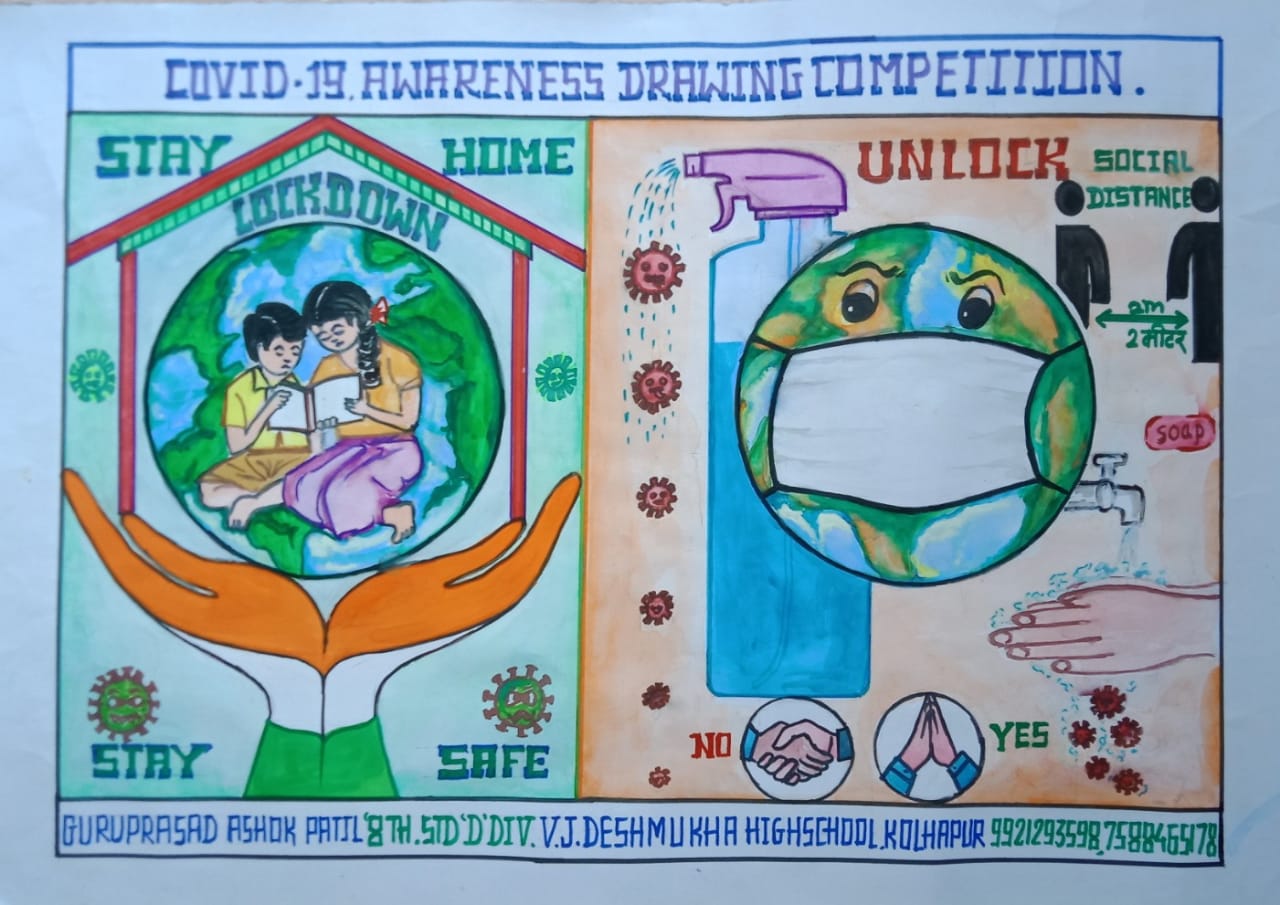 COVID-19. AWARENESS DRAWING COMPETITION.
STAY HOME
LOCKDOWN
STAY SAFE
UNLOCK
SOCIAL
DISTANCE
2m
2 मीटर
soap
NO
YES
GURUPRASAD ASHOK PATIL '8TH. STD 'D' DIV. V.J. DESHMUKHA HIGHSCHOOL, KOLHAPUR 9921293598, 7588465178